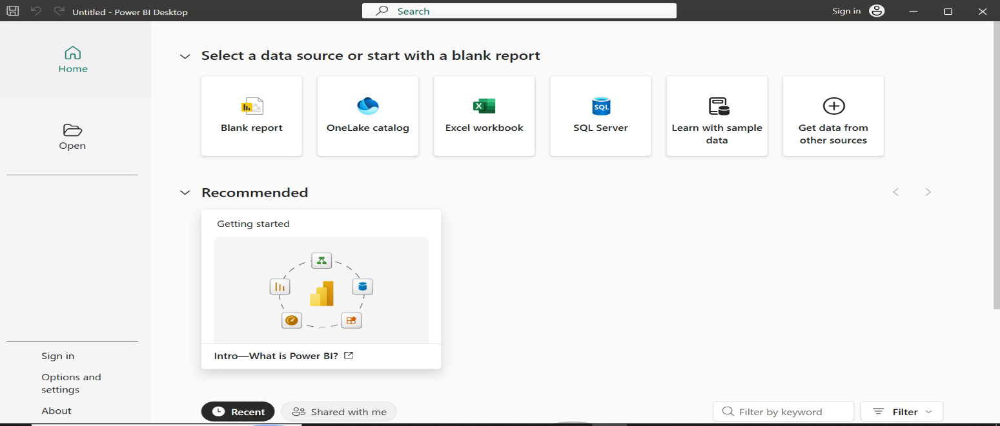 Untitled - Power BI Desktop
Search
Sign in
Home
Open
Select a data source or start with a blank report
Blank report
OneLake catalog
X
Excel workbook
SQL
SQL Server
Learn with sample
data
Get data from
other sources
Recommended
Getting started
Intro—What is Power BI?
Sign in
Options and
settings
About
Recent
Shared with me
Filter by keyword
Filter